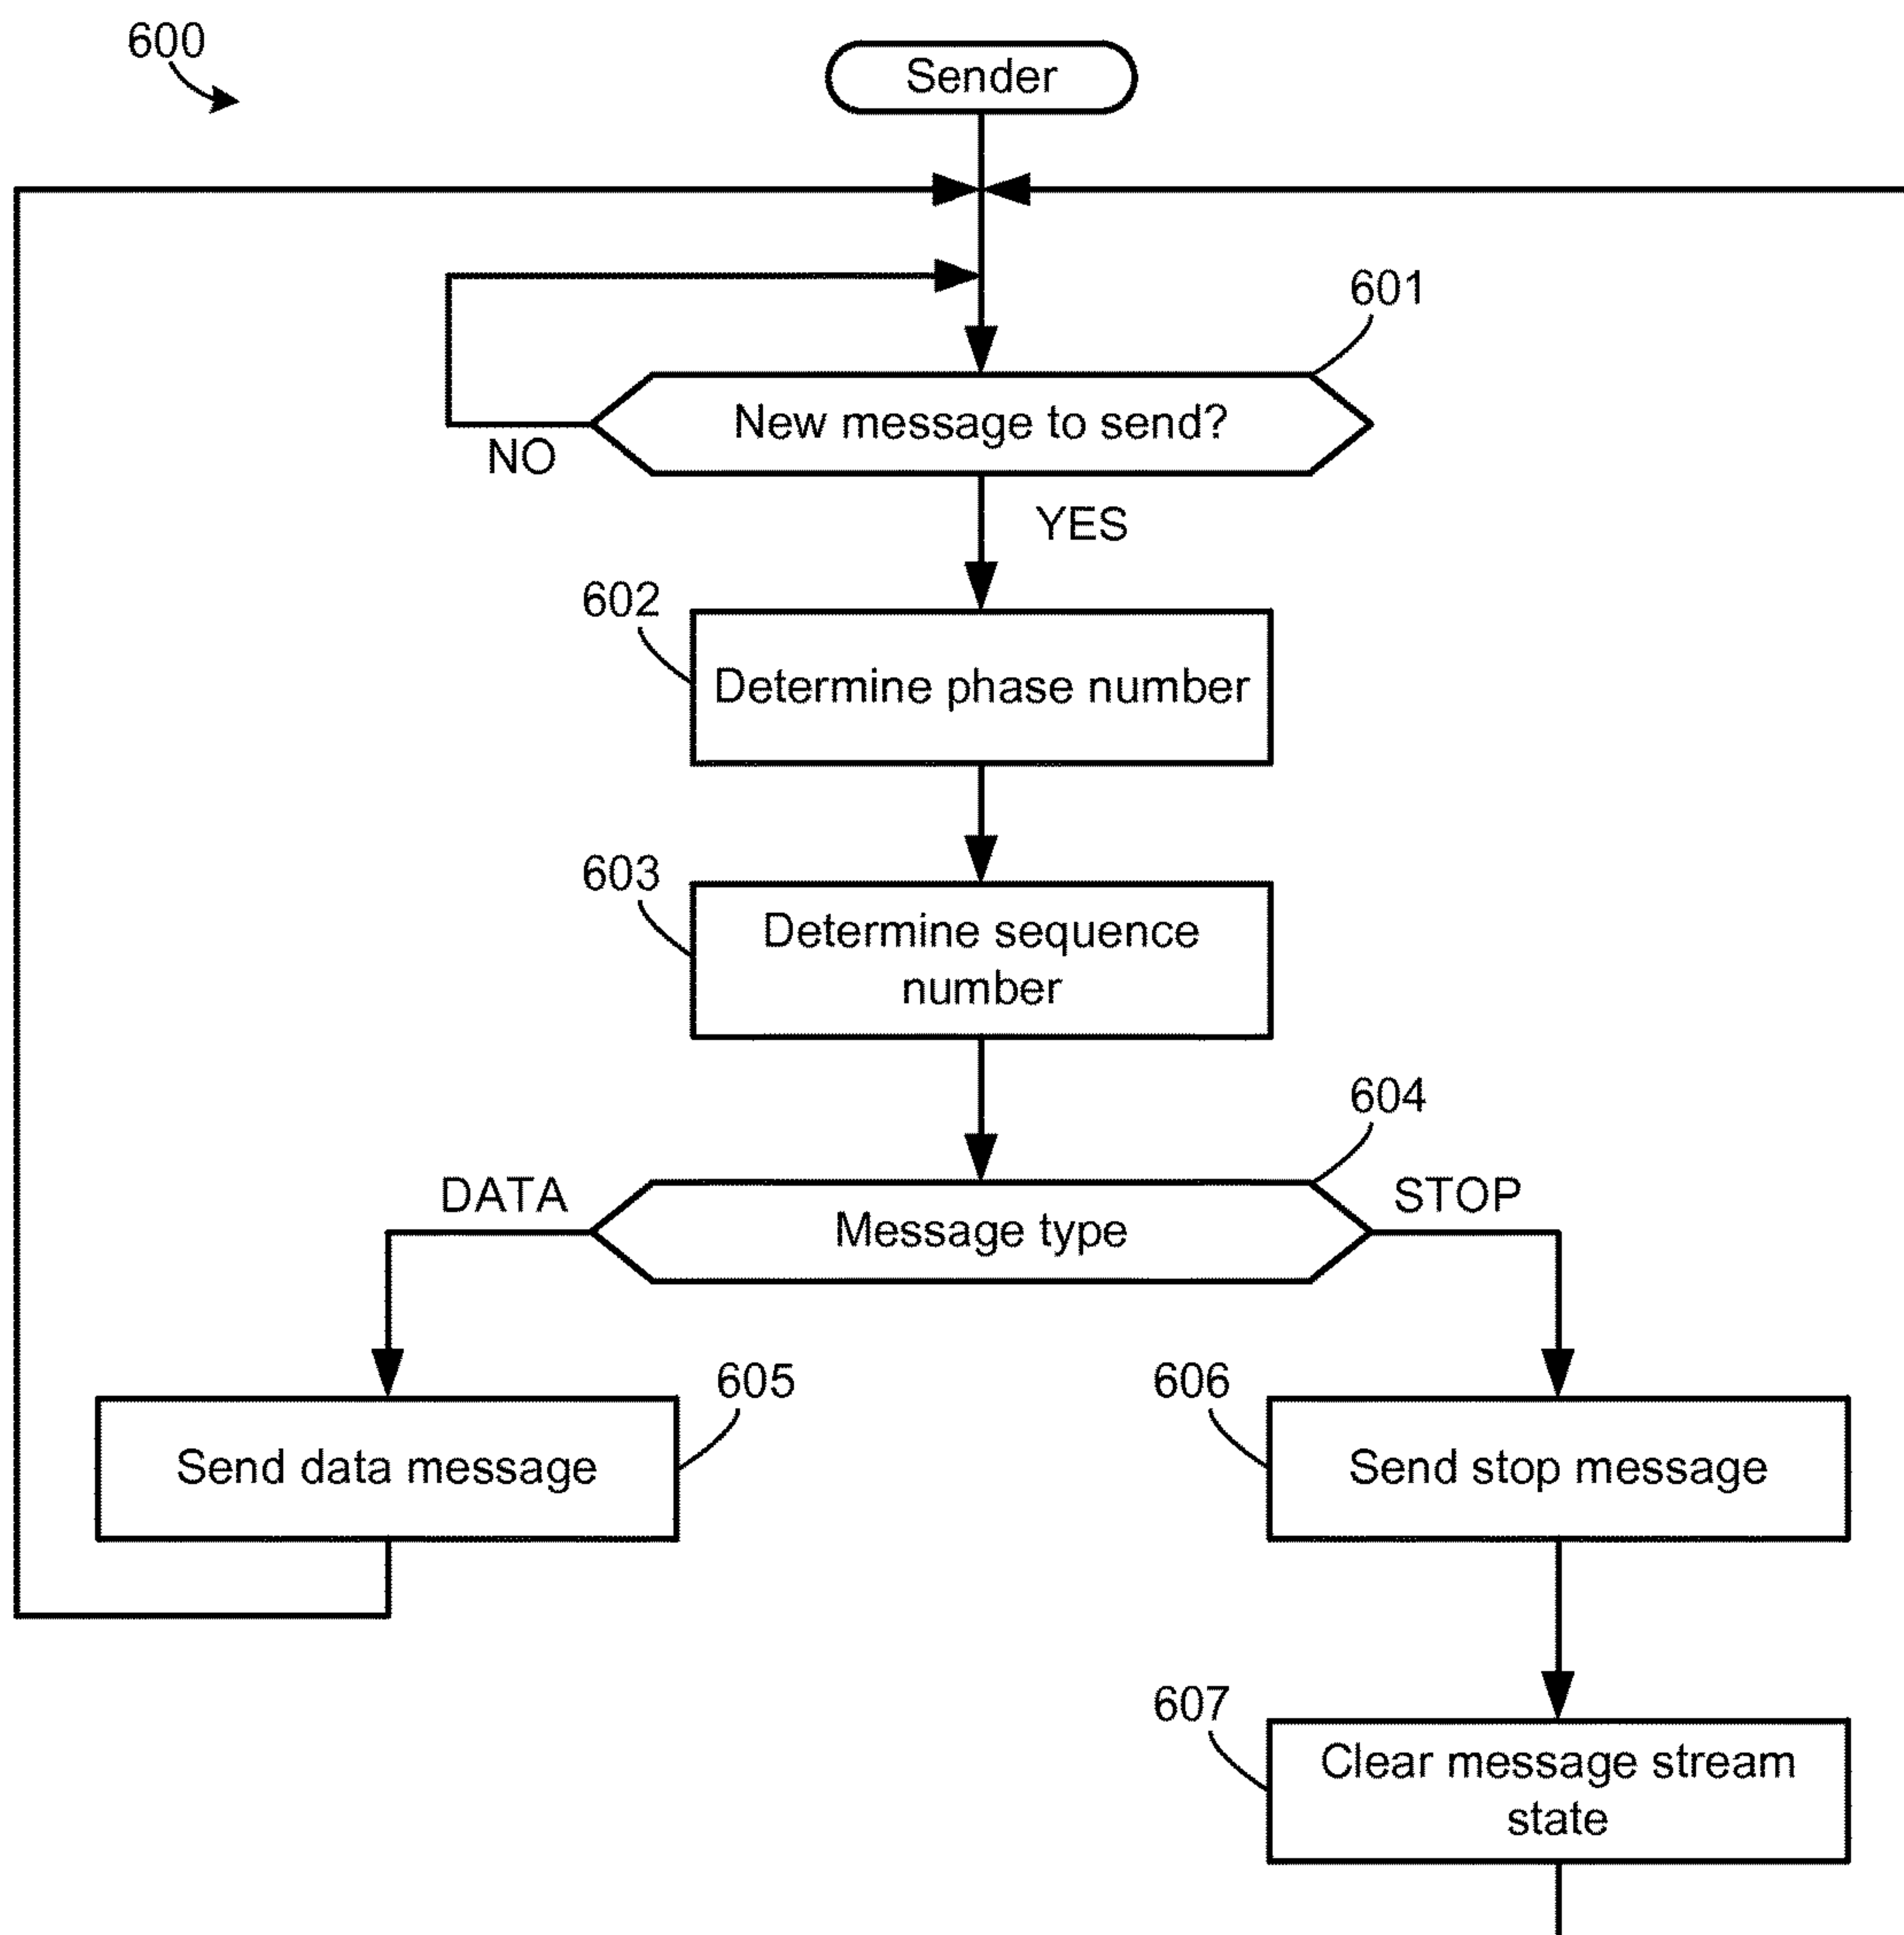 600
Sender
601
New message to send?
NO
YES
602
Determine phase number
603
Determine sequence
number
604
DATA
STOP
Message type
605
606
Send data message
Send stop message
607
Clear message stream
state